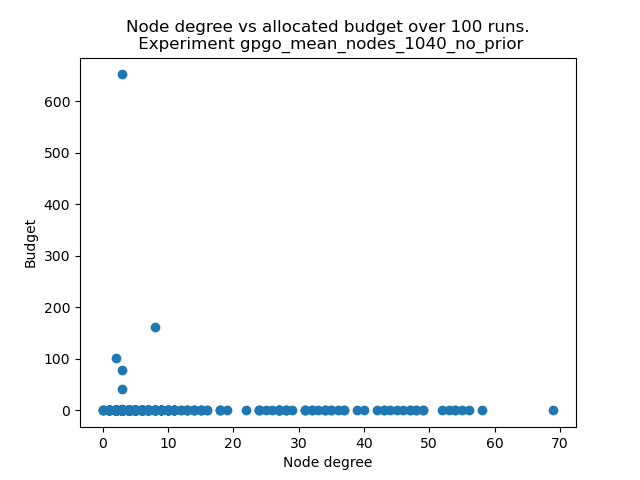 Node degree vs allocated budget over 100 runs.
Experiment gpgo_mean_nodes_1040_no_prior
600
500
400
300
200
100
0
Budget
0 10 20 30 40 50 60 70
Node degree